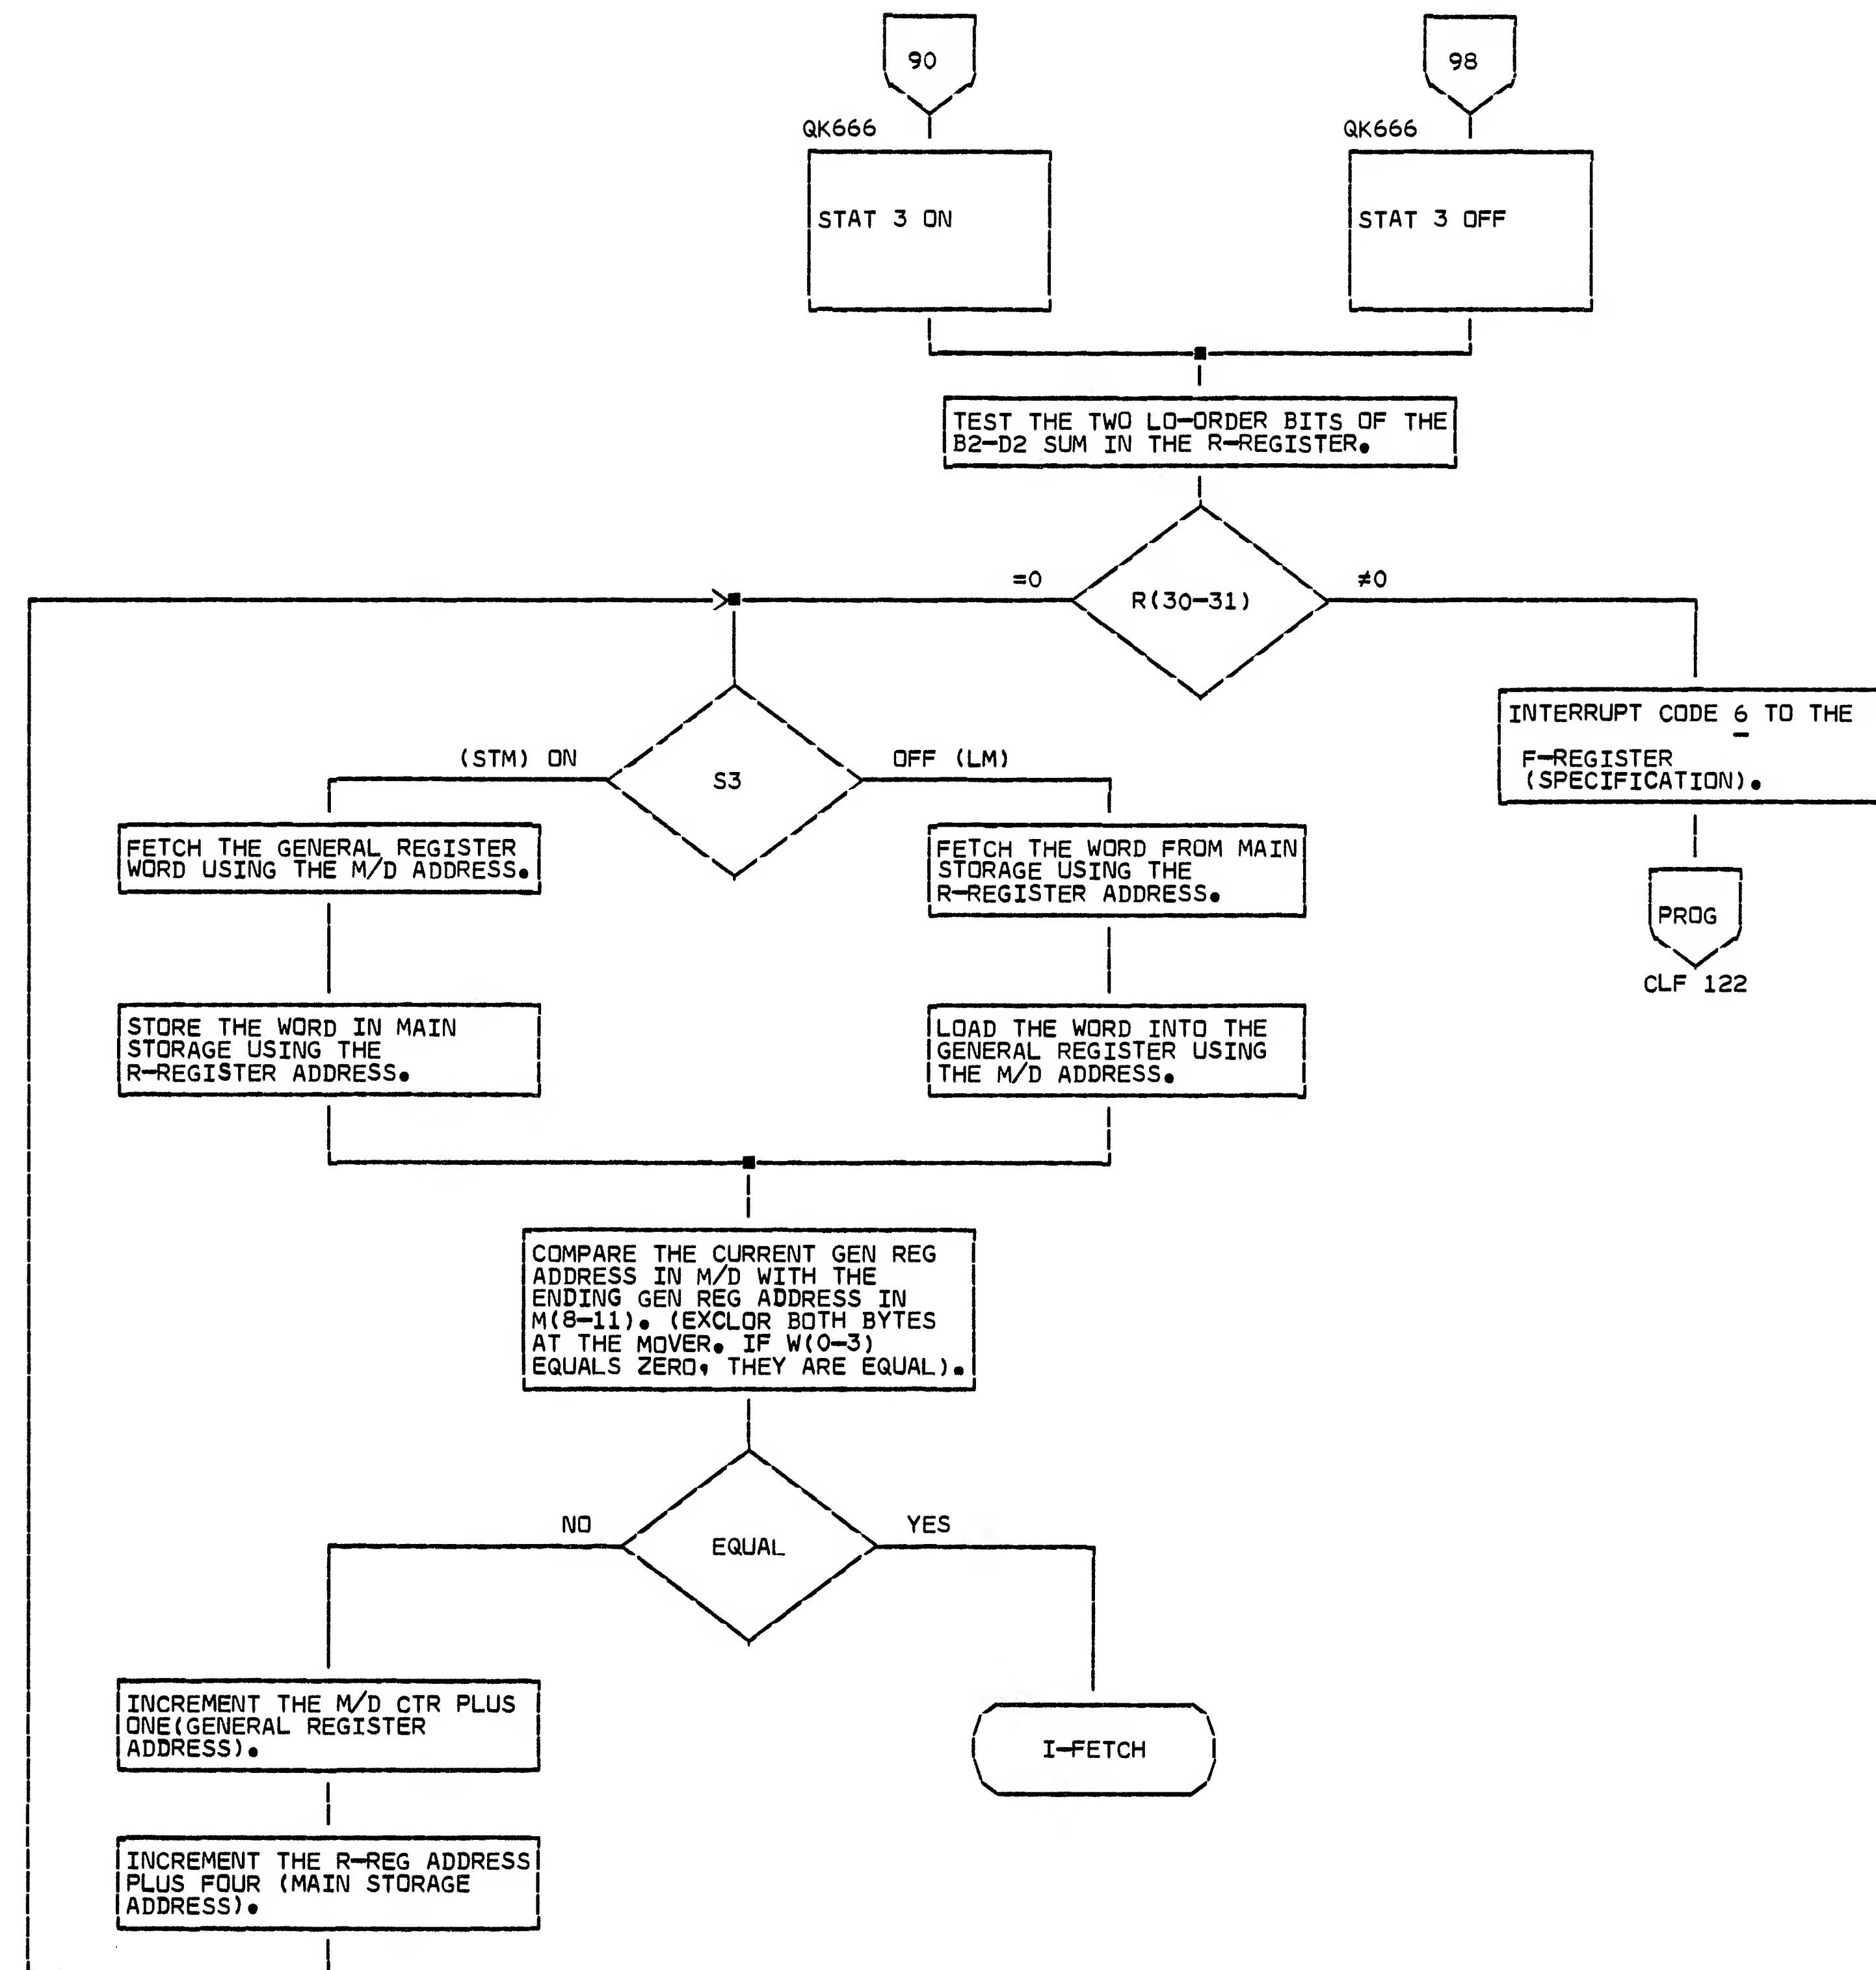 90
98
QK666
QK666
STAT 3 ON
STAT 3 OFF
TEST THE TWO LO-ORDER BITS OF THE
B2-D2 SUM IN THE R-REGISTER.
=0
≠0
R(30-31)
INTERRUPT CODE 6 TO THE
F-REGISTER
(SPECIFICATION).
(STM) ON
OFF (LM)
S3
FETCH THE GENERAL REGISTER
WORD USING THE M/D ADDRESS.
FETCH THE WORD FROM MAIN
STORAGE USING THE
R-REGISTER ADDRESS.
PROG
CLF 122
STORE THE WORD IN MAIN
STORAGE USING THE
R-REGISTER ADDRESS.
LOAD THE WORD INTO THE
GENERAL REGISTER USING
THE M/D ADDRESS.
COMPARE THE CURRENT GEN REG
ADDRESS IN M/D WITH THE
ENDING GEN REG ADDRESS IN
M(8-11). (EXCLOR BOTH BYTES
AT THE MOVER. IF W(0-3)
EQUALS ZERO, THEY ARE EQUAL).
NO
YES
EQUAL
INCREMENT THE M/D CTR PLUS
ONE(GENERAL REGISTER
ADDRESS).
I-FETCH
INCREMENT THE R-REG ADDRESS
PLUS FOUR (MAIN STORAGE
ADDRESS).